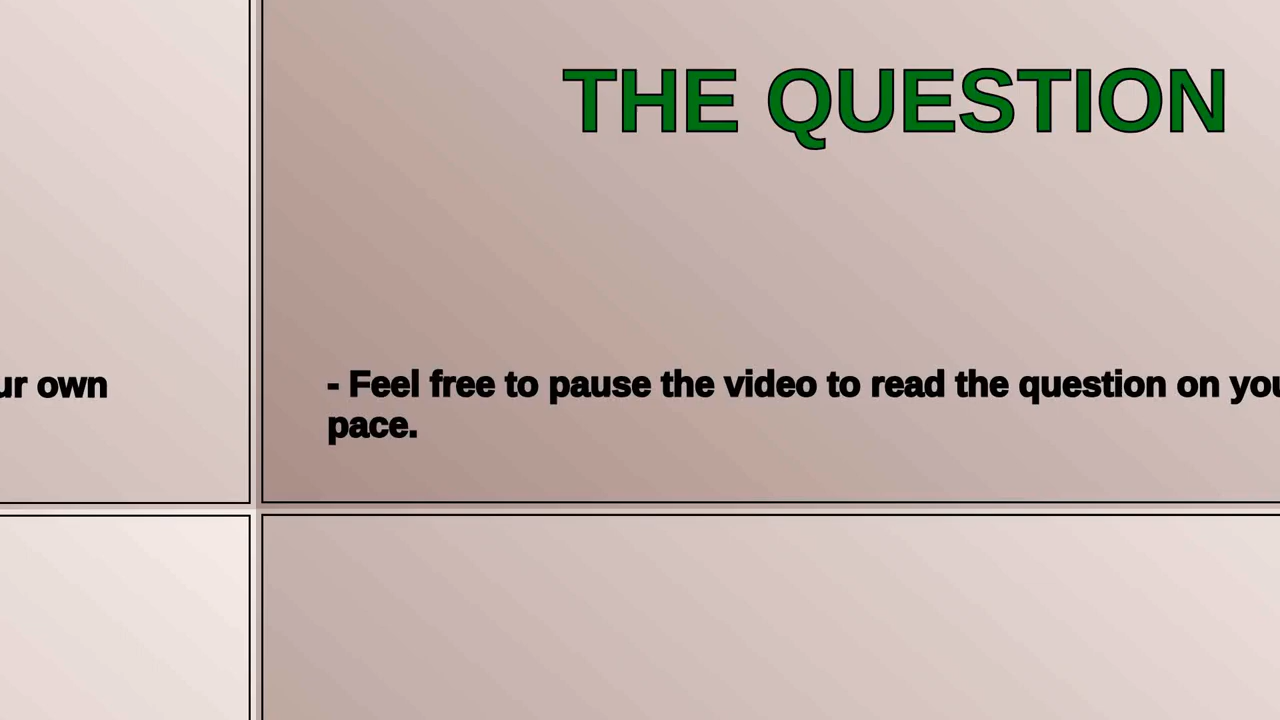 THE QUESTION
ur own
- Feel free to pause the video to read the question on you
pace.